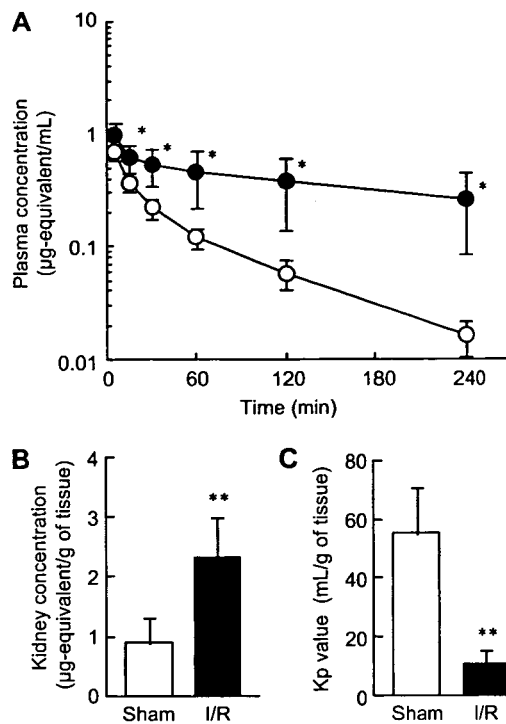 A
Plasma concentration
(µg-equivalent/mL)
10
1
0.1
0.01
* * * * *
0 60 120 180 240
Time (min)
B
Kidney concentration
(µg-equivalent/g of tissue)
4
3
2
1
0
**
Sham I/R
C
Kp value (mL/g of tissue)
80
60
40
20
0
**
Sham I/R